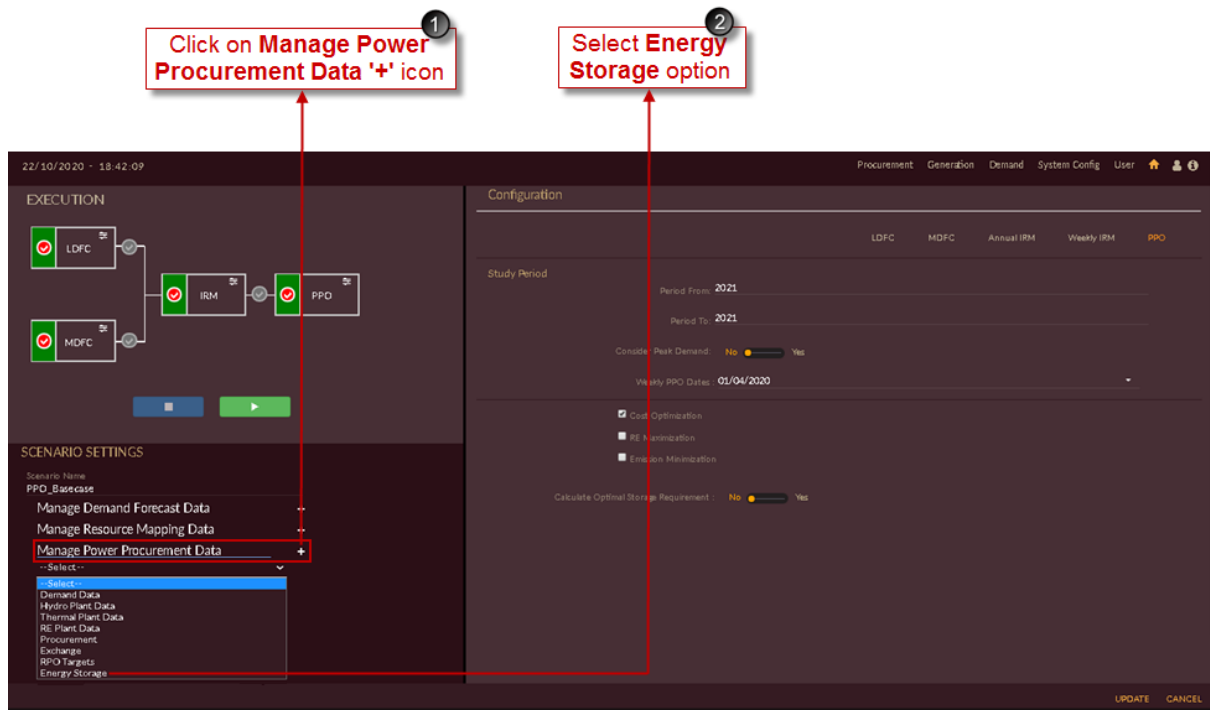 1
Click on Manage Power
Procurement Data '+' icon
2
Select Energy
Storage option
22/10/2020 - 18:42:09
Procurement Generation Demand System Config User
EXECUTION
LDFC
IRM
PPO
MDFC
Configuration
LDFC MDFC Annual IRM Weekly IRM PPO
Study Period
Period From: 2021
Period To: 2021
Consider Peak Demand: No Yes
Weekly PPO Dates : 01/04/2020
Cost Optimization
RE Maximization
Emission Minimization
Calculate Optimal Storage Requirement : No Yes
SCENARIO SETTINGS
Scenario Name
PPO_Basecase
Manage Demand Forecast Data
Manage Resource Mapping Data
Manage Power Procurement Data +
--Select--
--Select--
Demand Data
Hydro Plant Data
Thermal Plant Data
RE Plant Data
Procurement
Exchange
RPO Targets
Energy Storage
UPDATE CANCEL